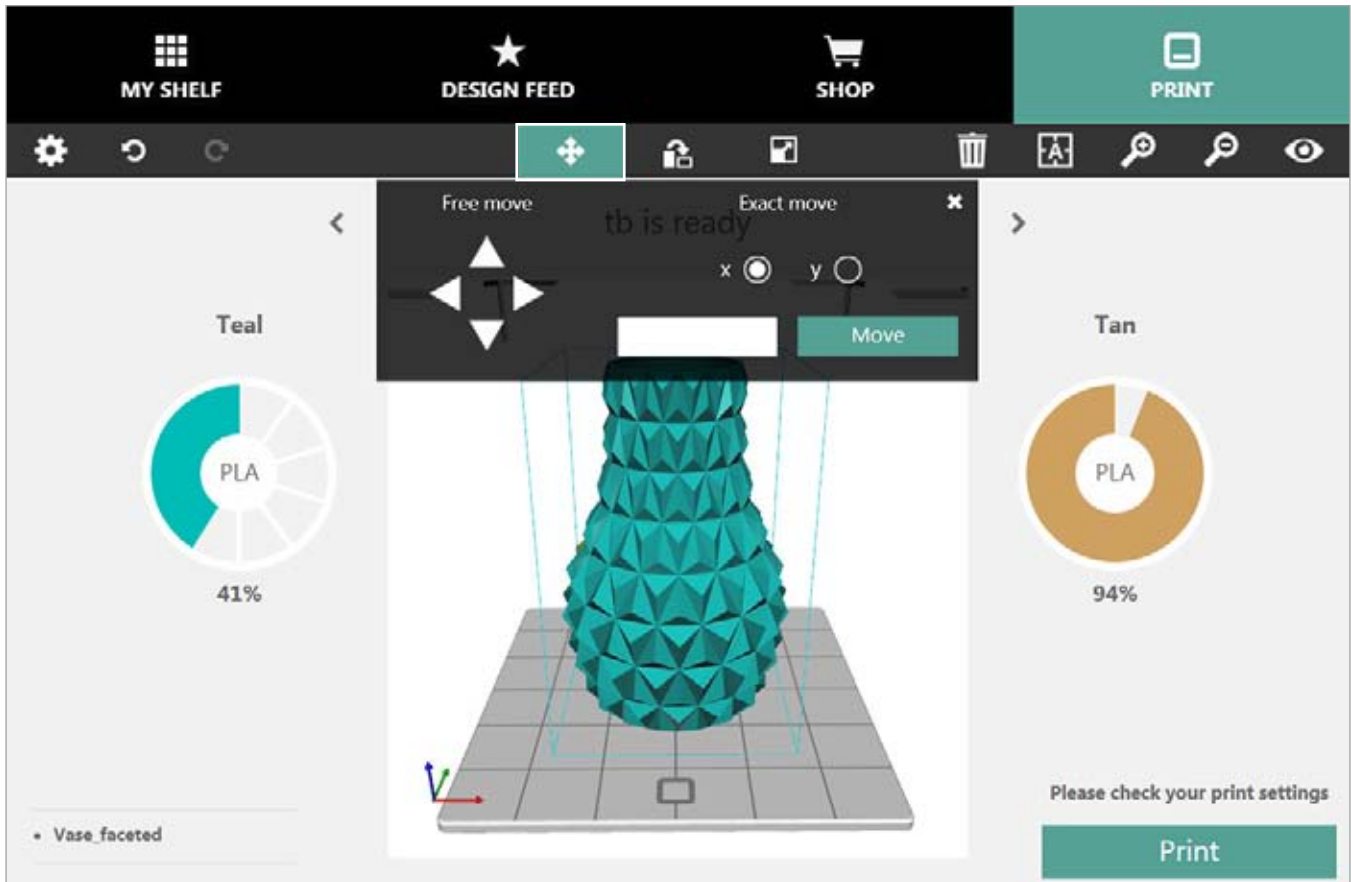 MY SHELF
DESIGN FEED
SHOP
PRINT
A
Free move
Exact move
tb is ready
x
y
Move
Teal
Tan
PLA
PLA
41%
94%
Please check your print settings
• Vase_faceted
Print